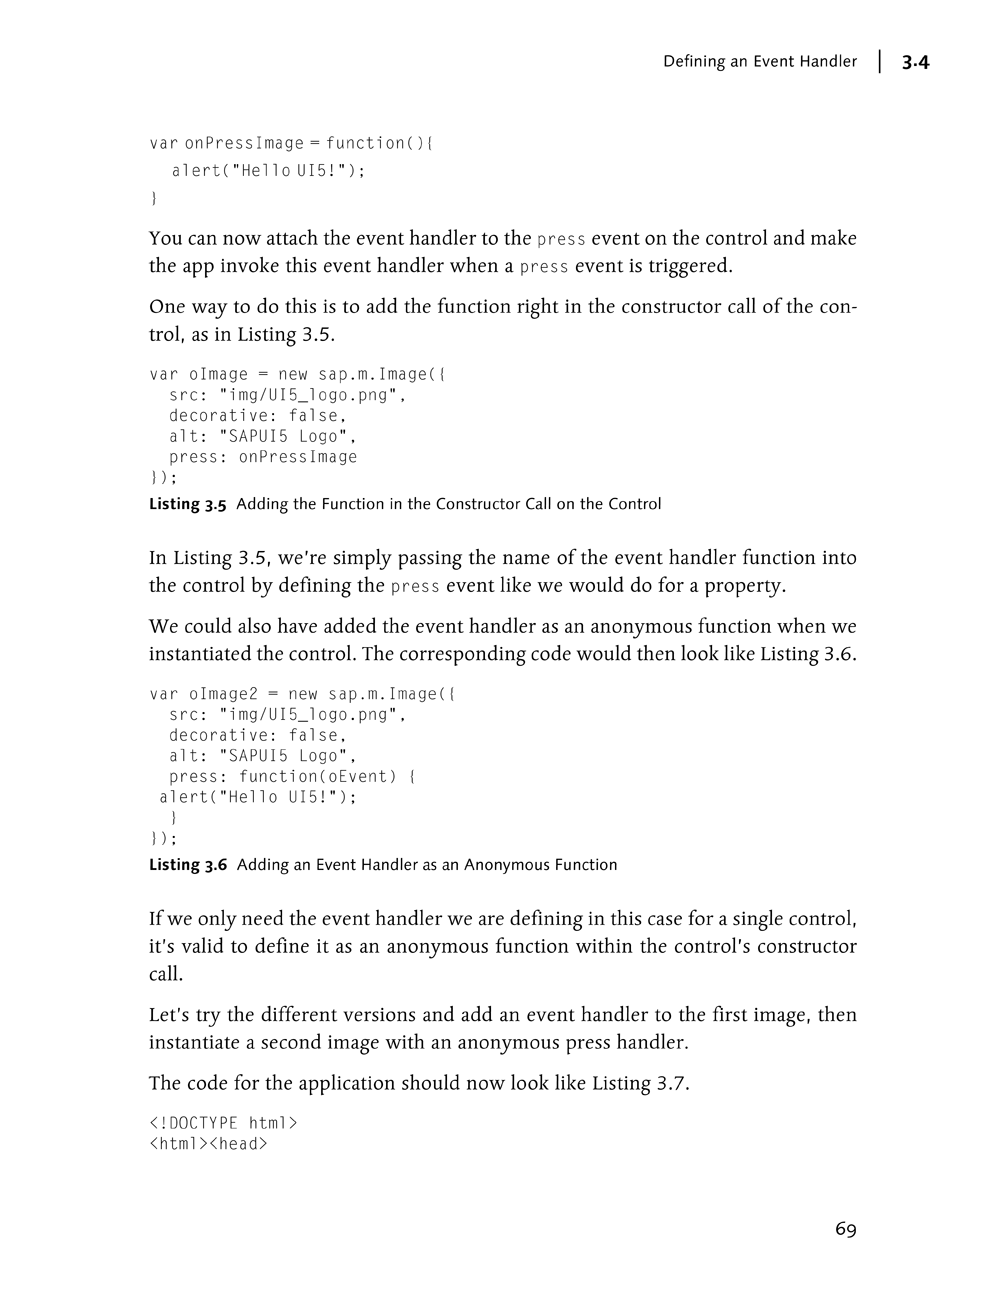 Defining an Event Handler | 3.4
var onPressImage = function(){
alert("Hello UI5!");
}
You can now attach the event handler to the press event on the control and make
the app invoke this event handler when a press event is triggered.
One way to do this is to add the function right in the constructor call of the con-
trol, as in Listing 3.5.
var oImage = new sap.m.Image({
src: "img/UI5_logo.png",
decorative: false,
alt: "SAPUI5 Logo",
press: onPressImage
});
Listing 3.5 Adding the Function in the Constructor Call on the Control
In Listing 3.5, we're simply passing the name of the event handler function into
the control by defining the press event like we would do for a property.
We could also have added the event handler as an anonymous function when we
instantiated the control. The corresponding code would then look like Listing 3.6.
var oImage2 = new sap.m.Image({
src: "img/UI5_logo.png",
decorative: false,
alt: "SAPUI5 Logo",
press: function(oEvent) {
alert("Hello UI5!");
}
});
Listing 3.6 Adding an Event Handler as an Anonymous Function
If we only need the event handler we are defining in this case for a single control,
it's valid to define it as an anonymous function within the control's constructor
call.
Let's try the different versions and add an event handler to the first image, then
instantiate a second image with an anonymous press handler.
The code for the application should now look like Listing 3.7.
<!DOCTYPE html>
<html><head>
69